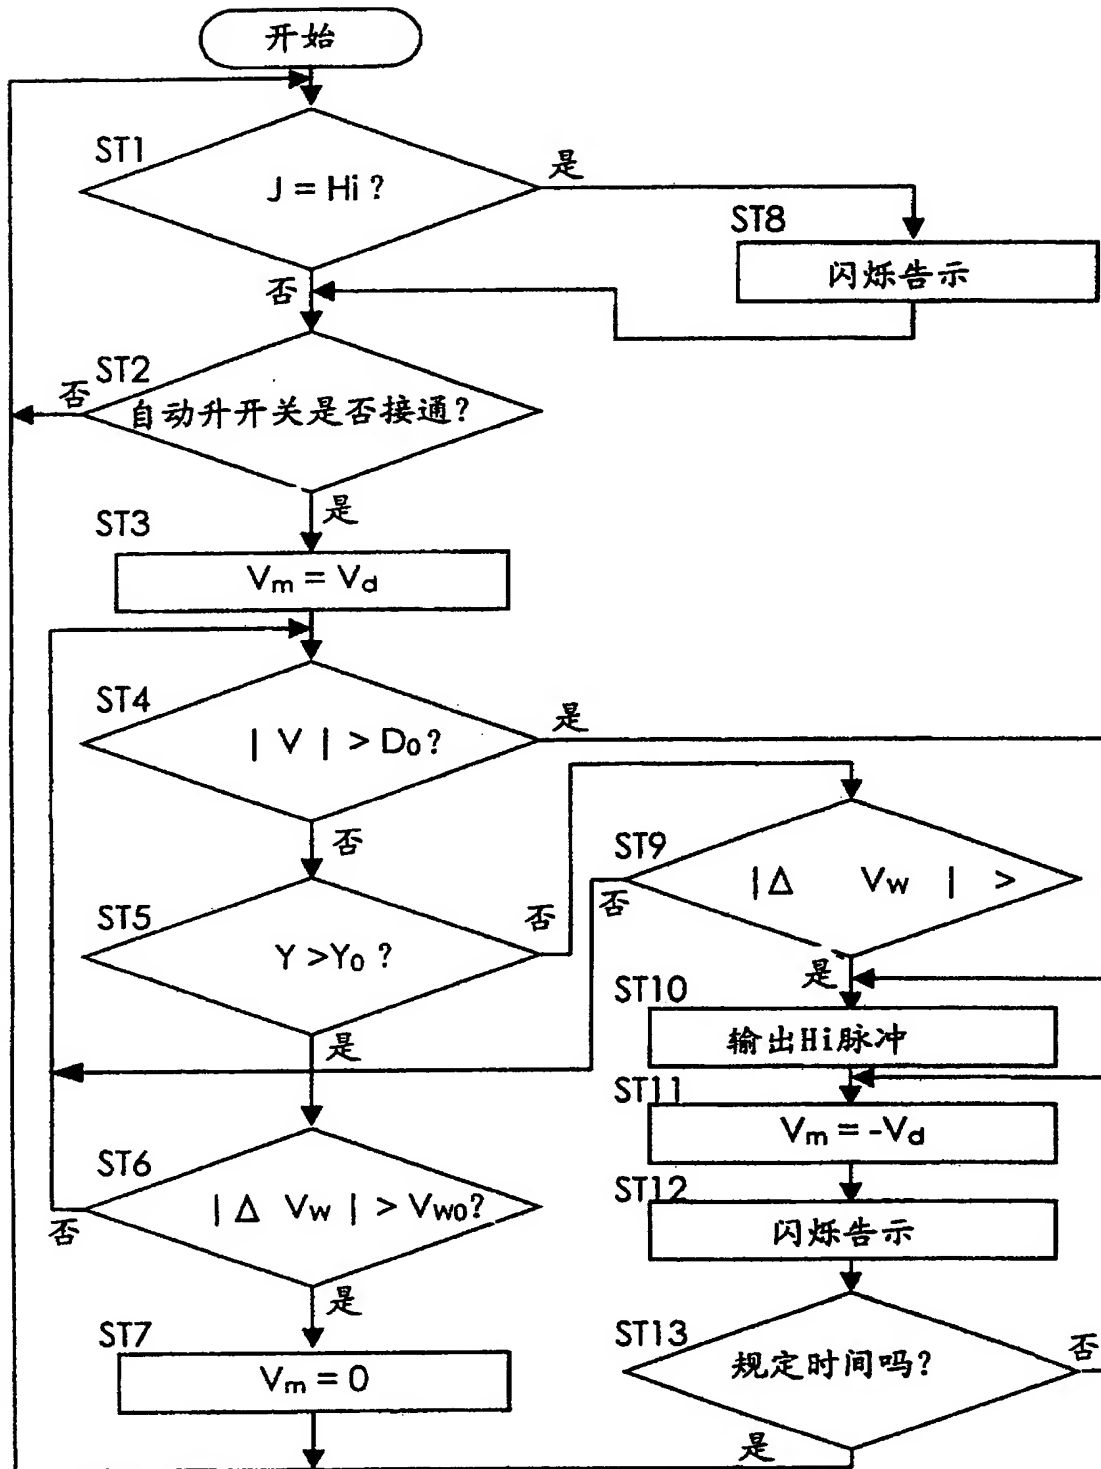 开始
ST1
J = Hi ?
是
ST8
闪烁告示
否
ST2
否
自动升开关是否接通?
是
ST3
Vm = Vd
ST4
| V | > D0?
是
否
ST5
Y >Y0 ?
否
是
ST9
|Δ Vw | >
否
是
ST10
输出Hi脉冲
ST11
Vm = -Vd
ST12
闪烁告示
ST6
| Δ Vw | > Vw0?
否
是
ST7
Vm = 0
ST13
规定时间吗?
否
是